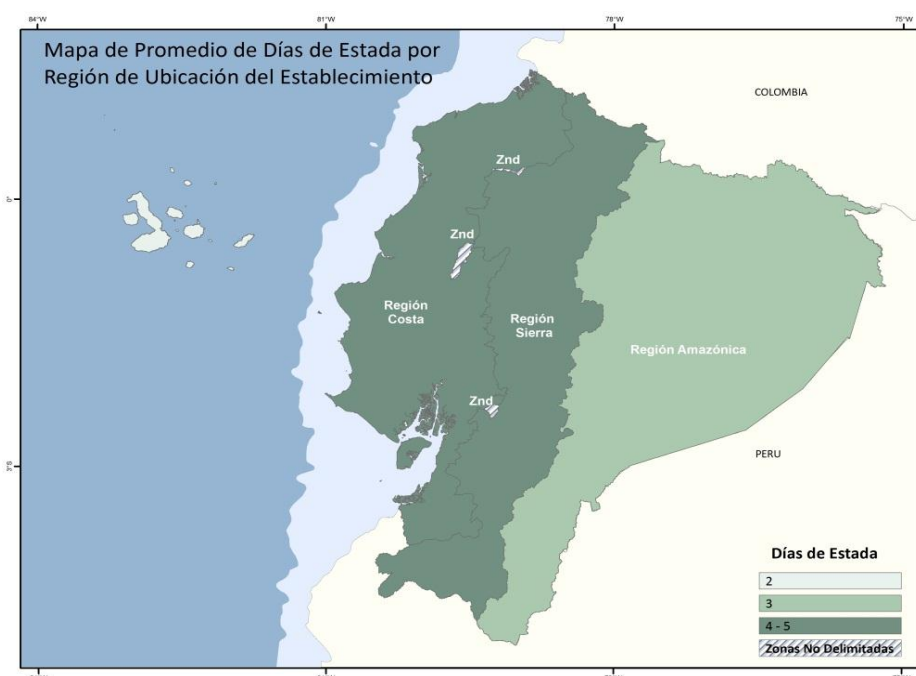 84°W
81°W
78°W
75°W
Mapa de Promedio de Días de Estada por
Región de Ubicación del Establecimiento
COLOMBIA
Znd
0°
Znd
Región
Costa
Región
Sierra
Región Amazónica
Znd
PERU
3°S
Días de Estada
2
3
4 - 5
Zonas No Delimitadas